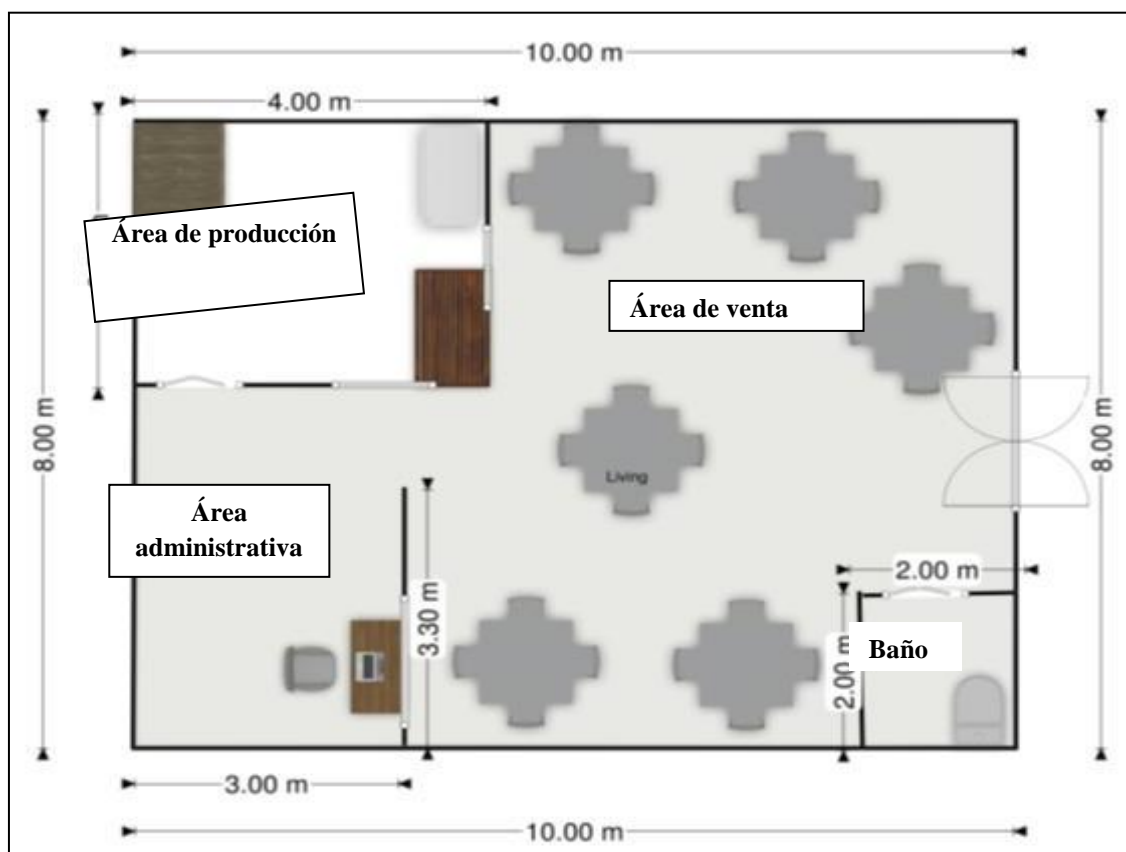 10.00 m
4.00 m
Área de producción
Área de venta
8.00 m
8.00 m
Living
Área
administrativa
2.00 m
3.30 m
2.00 m
Baño
3.00 m
10.00 m